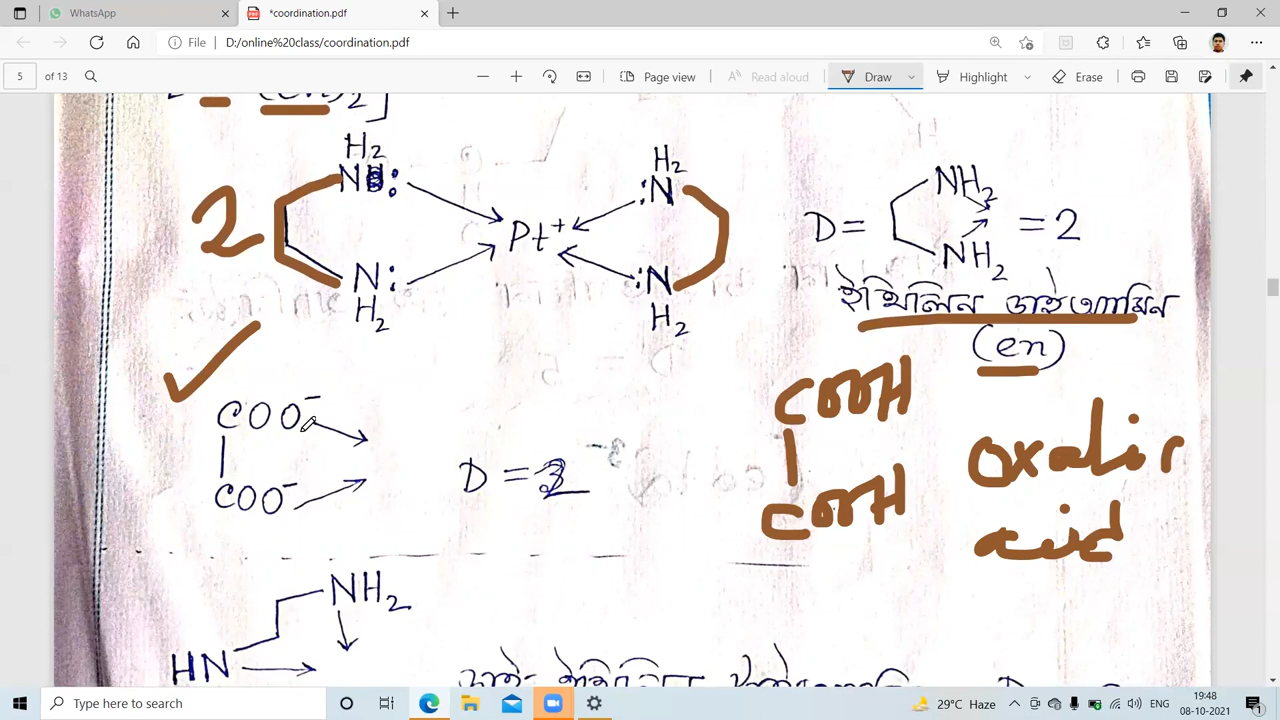 WhatsApp
*coordination.pdf
File D:/online%20class/coordination.pdf
5 of 13
Page view
Read aloud
Draw
Highlight
Erase
H2
N:
2
N:
H2
Pt+
H2
:N
:N
H2
D = NH2
NH2 = 2
ইথিলিন ডাইঅ্যামিন
(en)
COO-
COO-
D = 2
COOH
COOH
oxalic
acid
NH2
HN
Type here to search
29°C Haze
ENG
19:48
08-10-2021
1